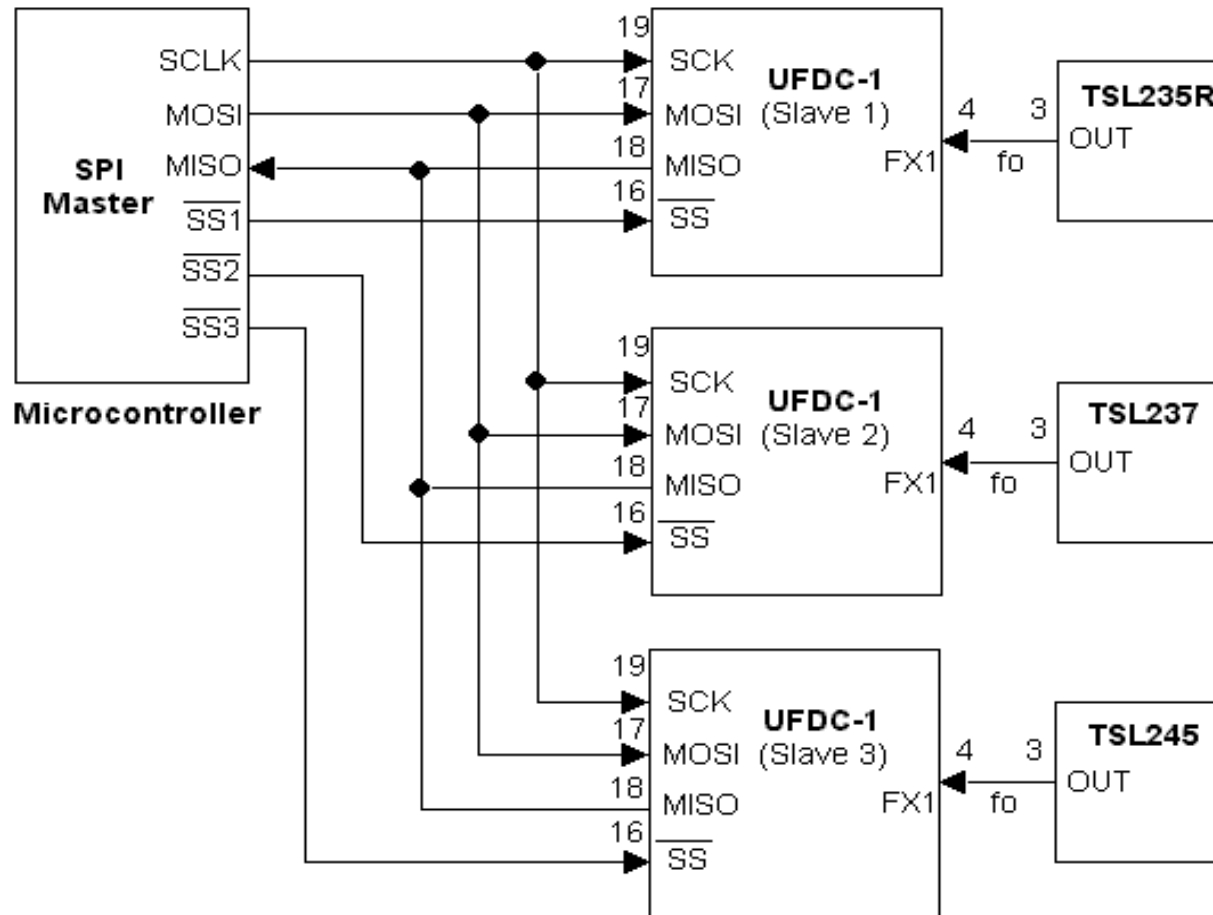 SPI
Master
SCLK
MOSI
MISO
SS1
SS2
SS3
Microcontroller
19
SCK
17
MOSI
18
MISO
16
SS
UFDC-1
(Slave 1)
FX1
4
3
fo
TSL235R
OUT
19
SCK
17
MOSI
18
MISO
16
SS
UFDC-1
(Slave 2)
FX1
4
3
fo
TSL237
OUT
19
SCK
17
MOSI
18
MISO
16
SS
UFDC-1
(Slave 3)
FX1
4
3
fo
TSL245
OUT